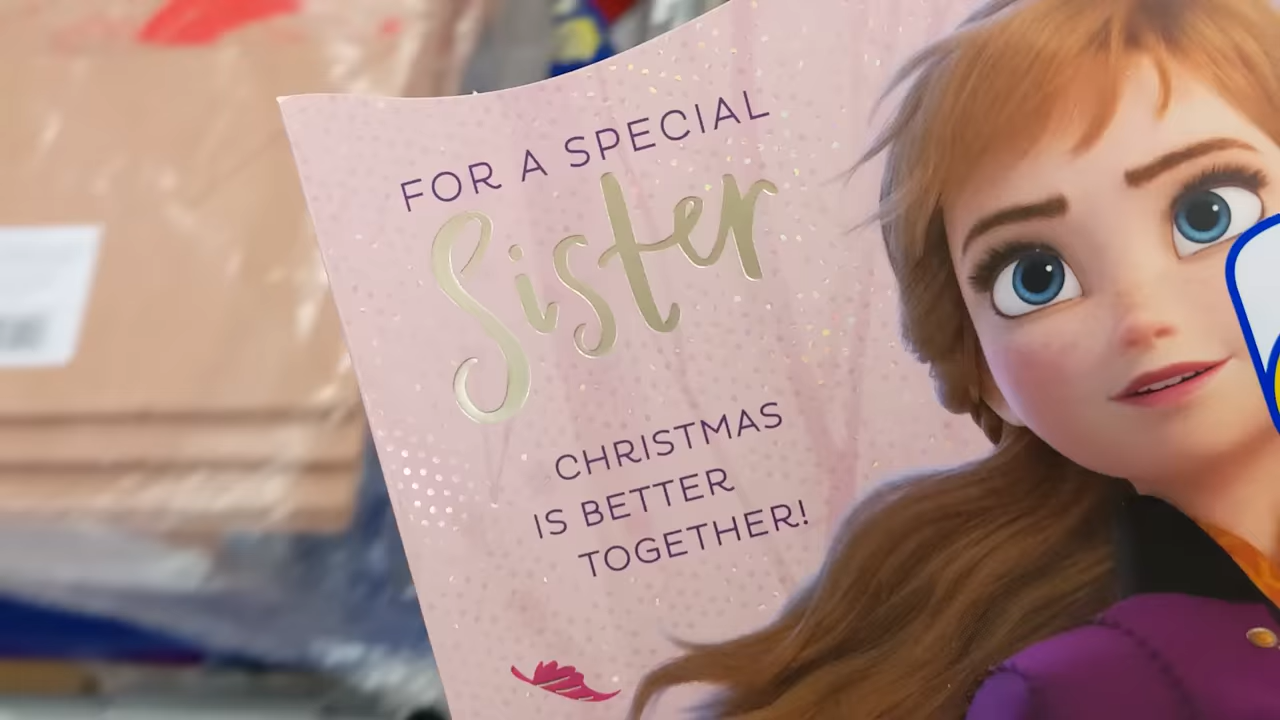 FOR A SPECIAL
Sister
CHRISTMAS
IS BETTER
TOGETHER!